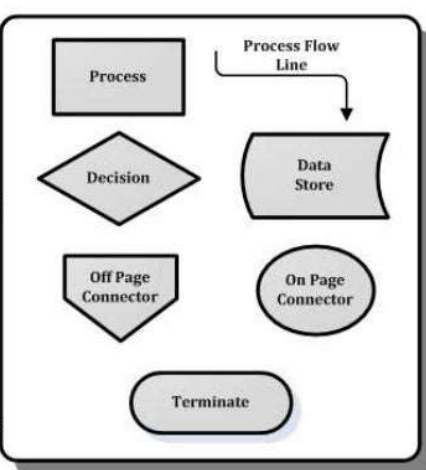 Process
Process Flow
Line
Decision
Data
Store
Off Page
Connector
On Page
Connector
Terminate